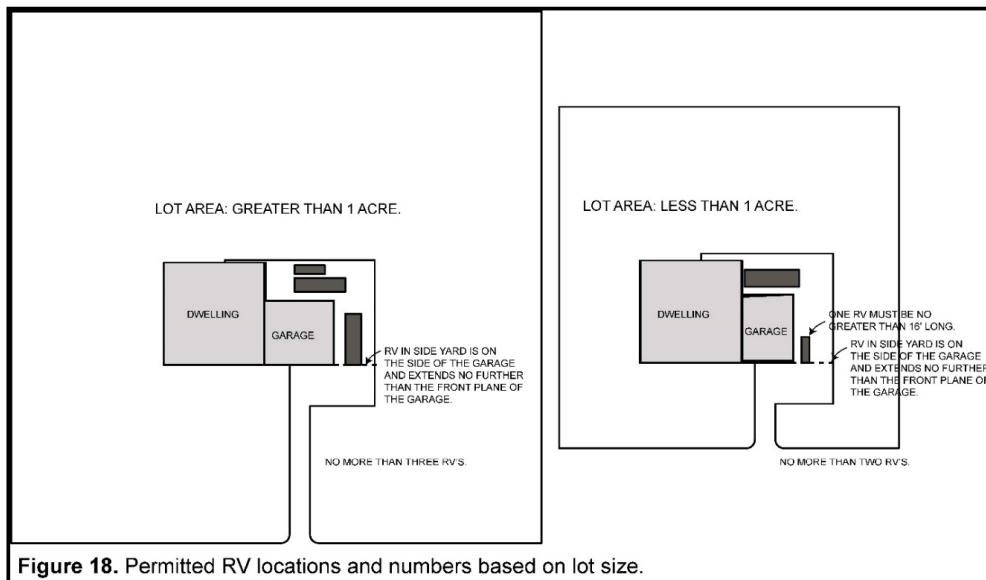 LOT AREA: GREATER THAN 1 ACRE.
DWELLING
GARAGE
RV IN SIDE YARD IS ON
THE SIDE OF THE GARAGE
AND EXTENDS NO FURTHER
THAN THE FRONT PLANE OF
THE GARAGE.
NO MORE THAN THREE RV'S.
LOT AREA: LESS THAN 1 ACRE.
DWELLING
GARAGE
ONE RV MUST BE NO
GREATER THAN 16' LONG.
RV IN SIDE YARD IS ON
THE SIDE OF THE GARAGE
AND EXTENDS NO FURTHER
THAN THE FRONT PLANE OF
THE GARAGE.
NO MORE THAN TWO RV'S.
Figure 18. Permitted RV locations and numbers based on lot size.